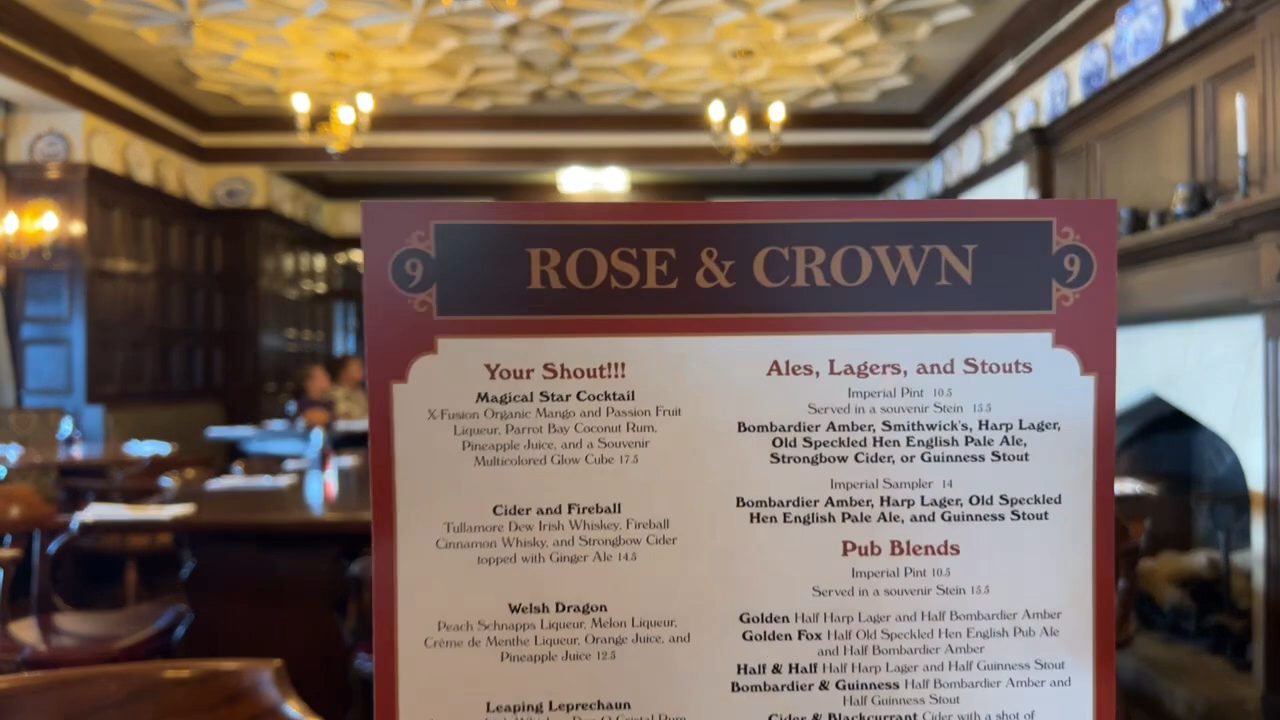 9 ROSE & CROWN 9
Your Shout!!!
Magical Star Cocktail
X-Fusion Organic Mango and Passion Fruit
Liqueur, Parrot Bay Coconut Rum,
Pineapple Juice, and a Souvenir
Multicolored Glow Cube 17.5
Cider and Fireball
Tullamore Dew Irish Whiskey, Fireball
Cinnamon Whisky, and Strongbow Cider
topped with Ginger Ale 14.5
Welsh Dragon
Peach Schnapps Liqueur, Melon Liqueur,
Crème de Menthe Liqueur, Orange Juice, and
Pineapple Juice 12.5
Leaping Leprechaun
Ales, Lagers, and Stouts
Imperial Pint 10.5
Served in a souvenir Stein 15.5
Bombardier Amber, Smithwick's, Harp Lager,
Old Speckled Hen English Pale Ale,
Strongbow Cider, or Guinness Stout
Imperial Sampler 14
Bombardier Amber, Harp Lager, Old Speckled
Hen English Pale Ale, and Guinness Stout
Pub Blends
Imperial Pint 10.5
Served in a souvenir Stein 15.5
Golden Half Harp Lager and Half Bombardier Amber
Golden Fox Half Old Speckled Hen English Pub Ale
and Half Bombardier Amber
Half & Half Half Harp Lager and Half Guinness Stout
Bombardier & Guinness Half Bombardier Amber and
Half Guinness Stout
Cider & Blackcurrant Cider with a shot of